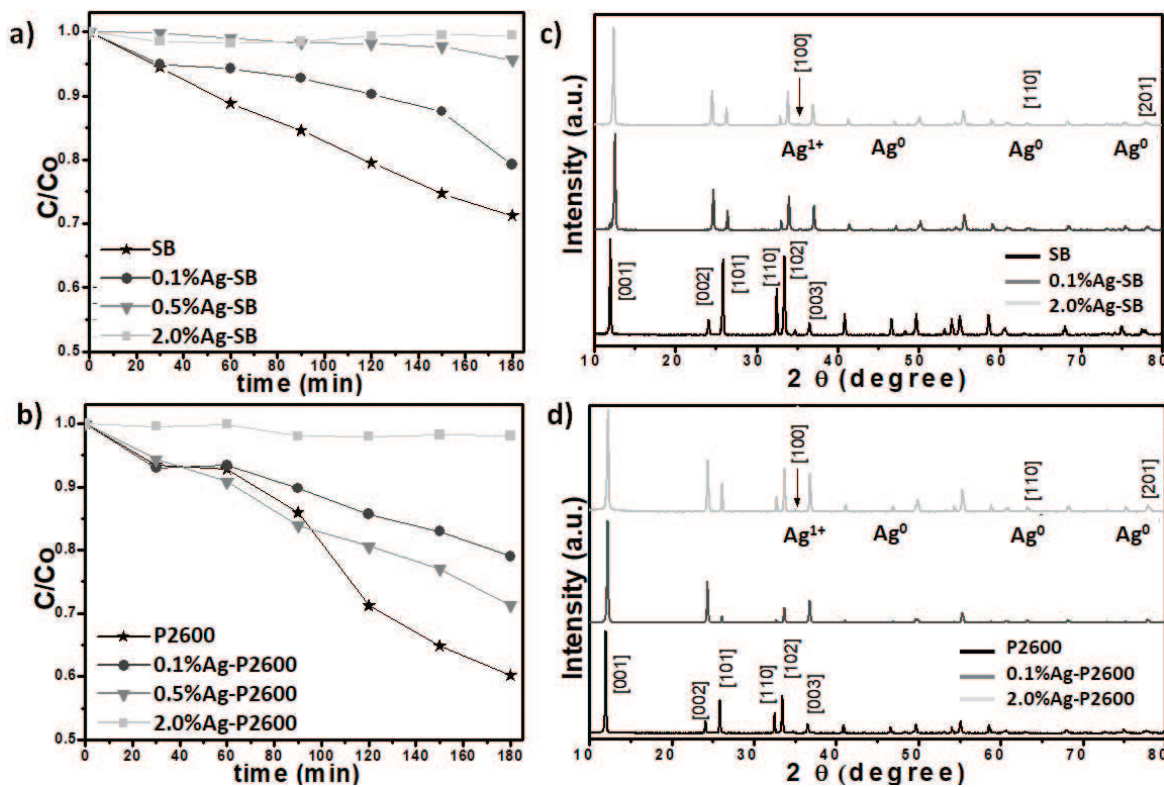 a)
C/Co
1.0
0.9
0.8
0.7
0.6
0.5
SB
0.1%Ag-SB
0.5%Ag-SB
2.0%Ag-SB
0 20 40 60 80 100 120 140 160 180
time (min)
c)
Intensity (a.u.)
[100]
[110]
[201]
Ag¹⁺ Ag⁰ Ag⁰ Ag⁰
[001]
[002]
[101]
[110]
[102]
[003]
SB
0.1%Ag-SB
2.0%Ag-SB
10 20 30 40 50 60 70 80
2 θ (degree)
b)
C/Co
1.0
0.9
0.8
0.7
0.6
0.5
P2600
0.1%Ag-P2600
0.5%Ag-P2600
2.0%Ag-P2600
0 20 40 60 80 100 120 140 160 180
time (min)
d)
Intensity (a.u.)
[100]
[110]
[201]
Ag¹⁺ Ag⁰ Ag⁰ Ag⁰
[001]
[002]
[101]
[110]
[102]
[003]
P2600
0.1%Ag-P2600
2.0%Ag-P2600
10 20 30 40 50 60 70 80
2 θ (degree)